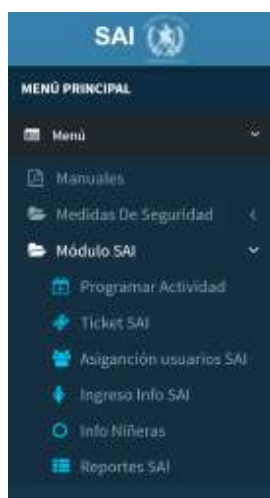 SAI
MENÚ PRINCIPAL
Menú
Manuales
Medidas De Seguridad
Módulo SAI
Programar Actividad
Ticket SAI
Asiganción usuarios SAI
Ingreso Info SAI
Info Niñeras
Reportes SAI